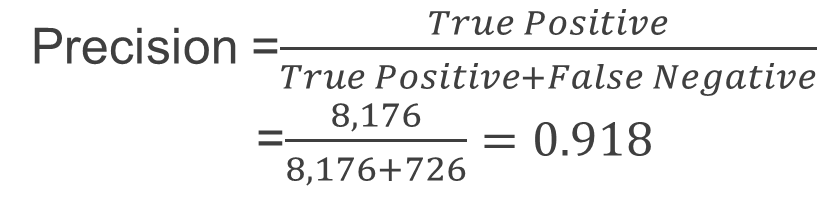 Precision = True Positive / True Positive+False Negative
= 8,176 / 8,176+726 = 0.918